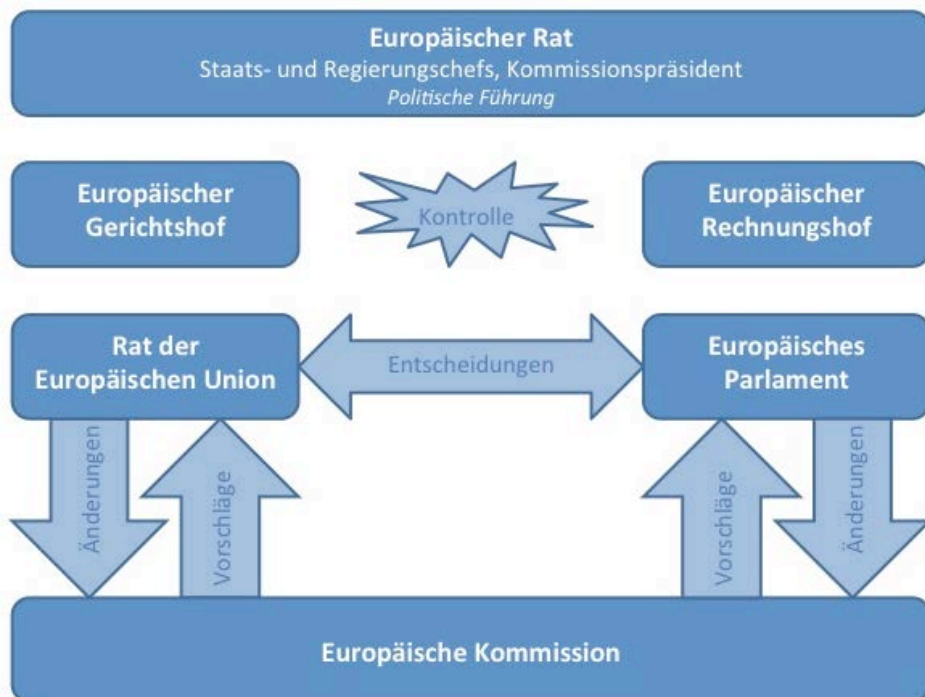 Europäischer Rat
Staats- und Regierungschefs, Kommissionspräsident
Politische Führung
Europäischer
Gerichtshof
Kontrolle
Europäischer
Rechnungshof
Rat der
Europäischen Union
Entscheidungen
Europäisches
Parlament
Änderungen
Vorschläge
Vorschläge
Änderungen
Europäische Kommission